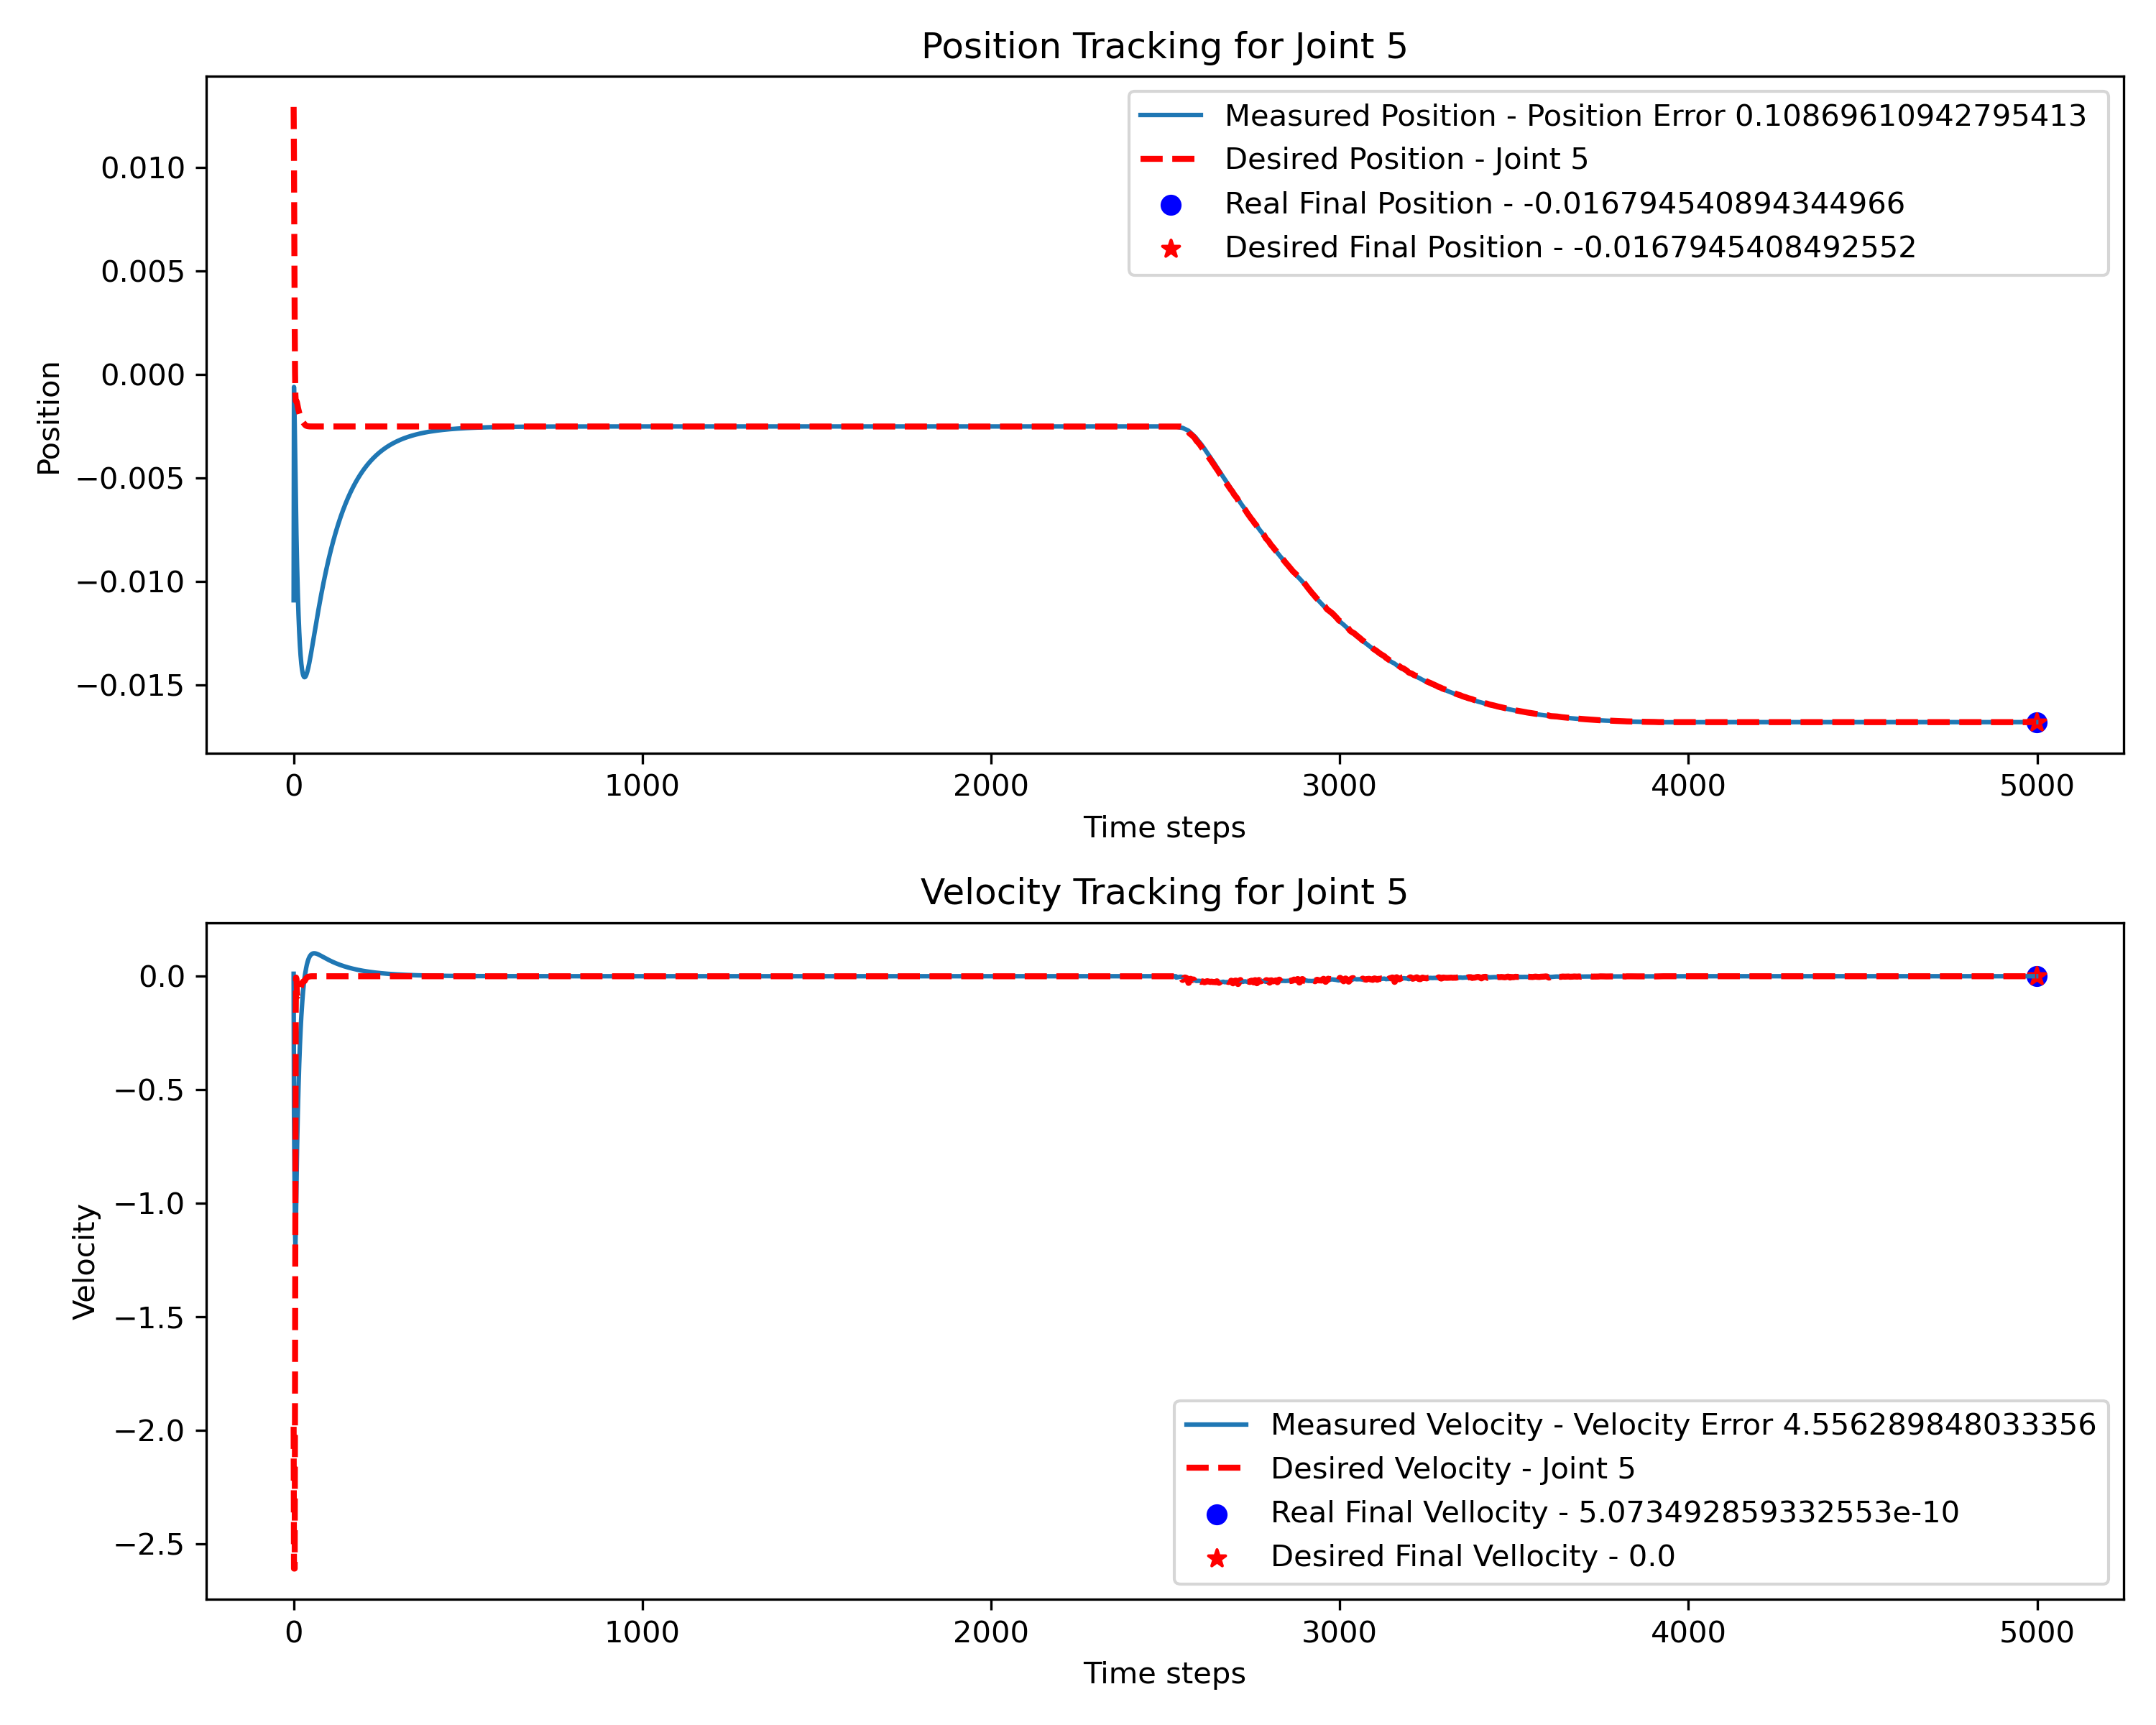 Position Tracking for Joint 5
Measured Position - Position Error 0.10869610942795413
Desired Position - Joint 5
Real Final Position - -0.016794540894344966
Desired Final Position - -0.0167945408492552
0.010
0.005
0.000
−0.005
−0.010
−0.015
Position
0 1000 2000 3000 4000 5000
Time steps
Velocity Tracking for Joint 5
0.0
−0.5
−1.0
−1.5
−2.0
−2.5
Velocity
Measured Velocity - Velocity Error 4.556289848033356
Desired Velocity - Joint 5
Real Final Vellocity - 5.073492859332553e-10
Desired Final Vellocity - 0.0
0 1000 2000 3000 4000 5000
Time steps